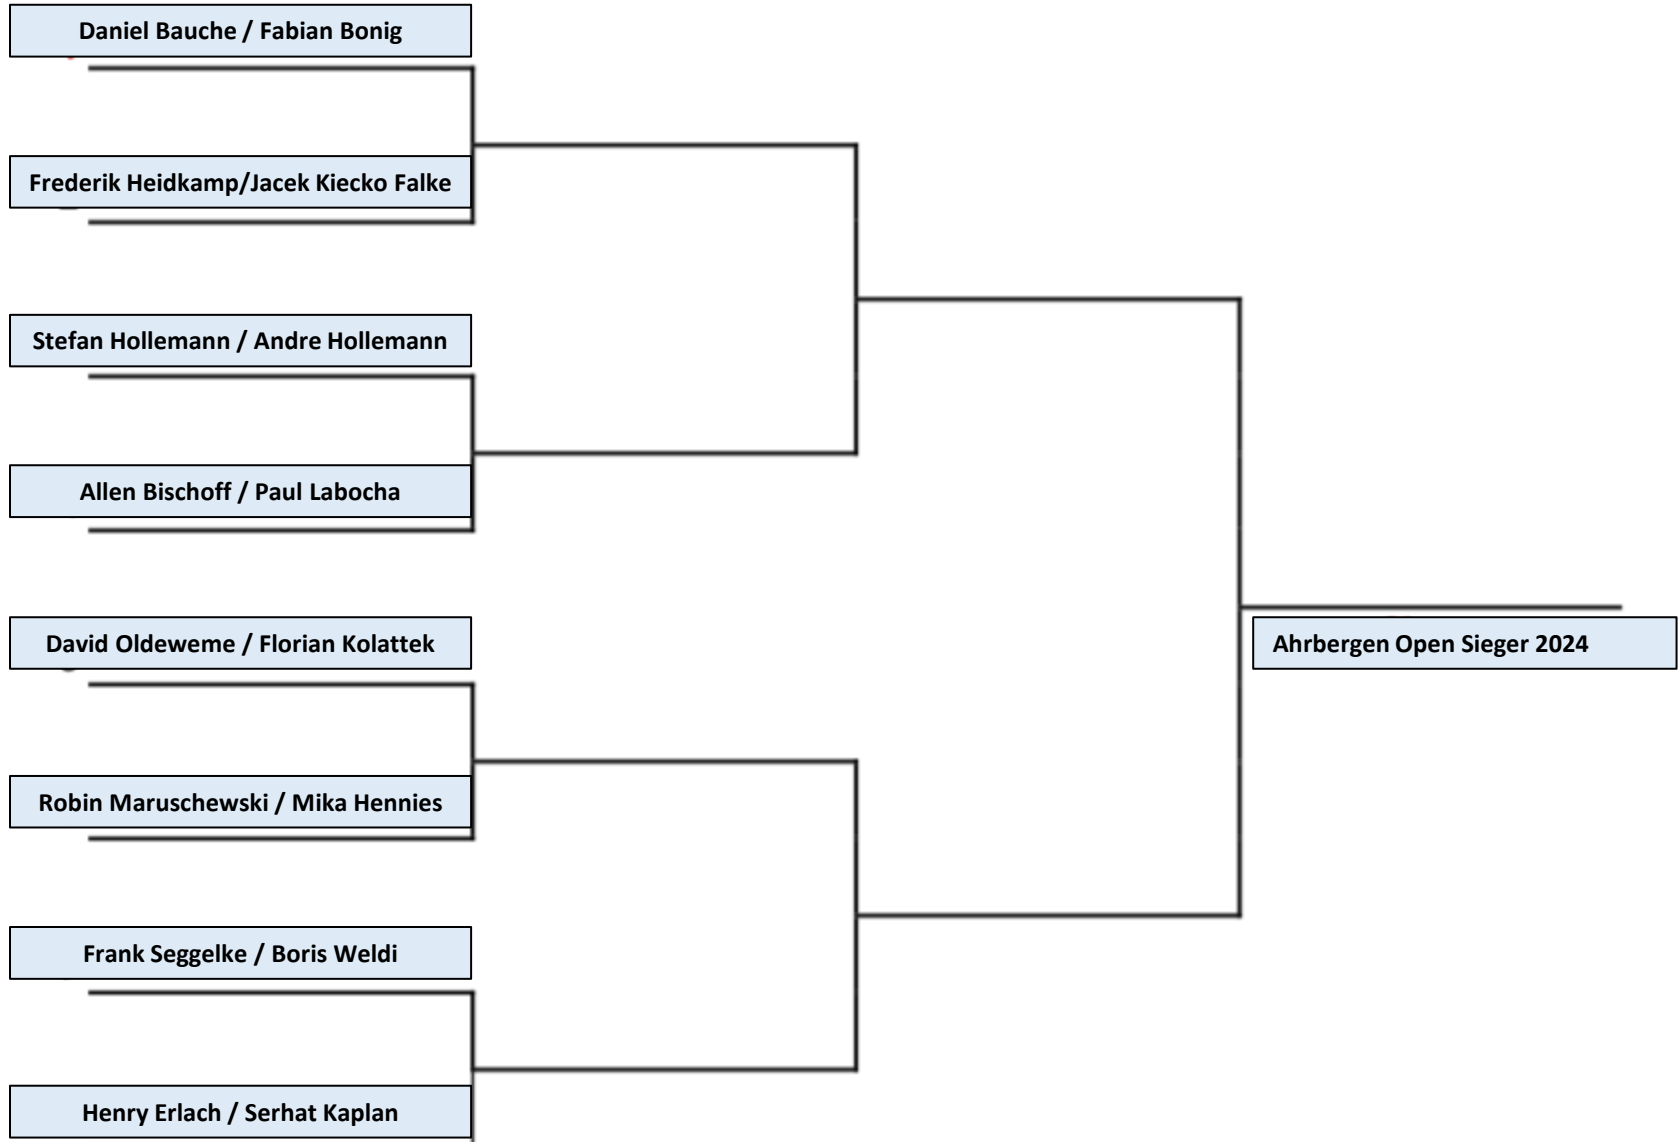 Daniel Bauche / Fabian Bonig
Frederik Heidkamp/Jacek Kiecko Falke
Stefan Hollemann / Andre Hollemann
Allen Bischoff / Paul Labocha
David Oldeweme / Florian Kolattek
Ahrbergen Open Sieger 2024
Robin Maruschewski / Mika Hennies
Frank Seggelke / Boris Weldi
Henry Erlach / Serhat Kaplan